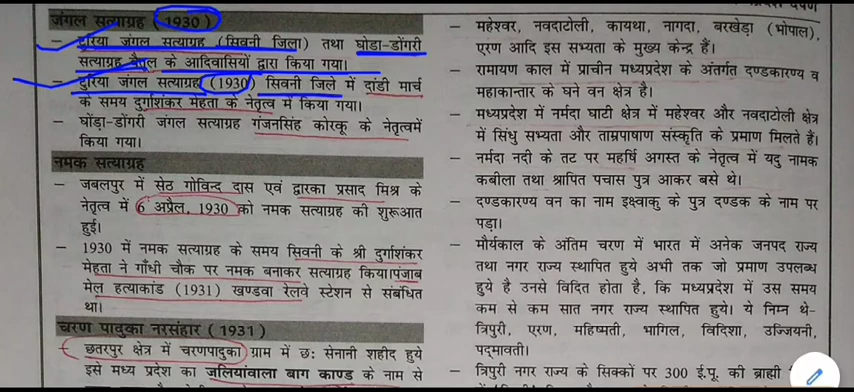 जंगल सत्याग्रह (1930)
– टुरिया जंगल सत्याग्रह (सिवनी जिला) तथा घोडा-डोंगरी
सत्याग्रह बैतूल के आदिवासियों द्वारा किया गया।
– टुरिया जंगल सत्याग्रह (1930) सिवनी जिले में दांडी मार्च
के समय दुर्गाशंकर मेहता के नेतृत्व में किया गया।
– घोंड़ा-डोंगरी जंगल सत्याग्रह गंजनसिंह कोरकू के नेतृत्वमें
किया गया।
नमक सत्याग्रह
– जबलपुर में सेठ गोविन्द दास एवं द्वारका प्रसाद मिश्र के
नेतृत्व में 6 अप्रैल, 1930 को नमक सत्याग्रह की शुरूआत
हुई।
– 1930 में नमक सत्याग्रह के समय सिवनी के श्री दुर्गाशंकर
मेहता ने गाँधी चौक पर नमक बनाकर सत्याग्रह किया।पंजाब
मेल हत्याकांड (1931) खण्डवा रेलवे स्टेशन से संबंधित
था।
चरण पादुका नरसंहार (1931)
– छतरपुर क्षेत्र में चरणपादुका ग्राम में छ: सेनानी शहीद हुये
इसे मध्य प्रदेश का जलियांवाला बाग काण्ड के नाम से
– महेश्वर, नवदाटोली, कायथा, नागदा, बरखेड़ा (भोपाल),
एरण आदि इस सभ्यता के मुख्य केन्द्र हैं।
– रामायण काल में प्राचीन मध्यप्रदेश के अंतर्गत दण्डकारण्य व
महाकान्तार के घने वन क्षेत्र है।
– मध्यप्रदेश में नर्मदा घाटी क्षेत्र में महेश्वर और नवदाटोली क्षेत्र
में सिंधु सभ्यता और ताम्रपाषाण संस्कृति के प्रमाण मिलते हैं।
– नर्मदा नदी के तट पर महर्षि अगस्त के नेतृत्व में यदु नामक
कबीला तथा श्रापित पचास पुत्र आकर बसे थे।
– दण्डकारण्य वन का नाम इक्ष्वाकु के पुत्र दण्डक के नाम पर
पड़ा।
– मौर्यकाल के अंतिम चरण में भारत में अनेक जनपद राज्य
तथा नगर राज्य स्थापित हुये अभी तक जो प्रमाण उपलब्ध
हुये है उनसे विदित होता है, कि मध्यप्रदेश में उस समय
कम से कम सात नगर राज्य स्थापित हुये। ये निम्न थे-
त्रिपुरी, एरण, महिष्मती, भागिल, विदिशा, उज्जियनी,
पद्‌मावती।
– त्रिपुरी नगर राज्य के सिक्कों पर 300 ई.पू. की ब्राह्मी